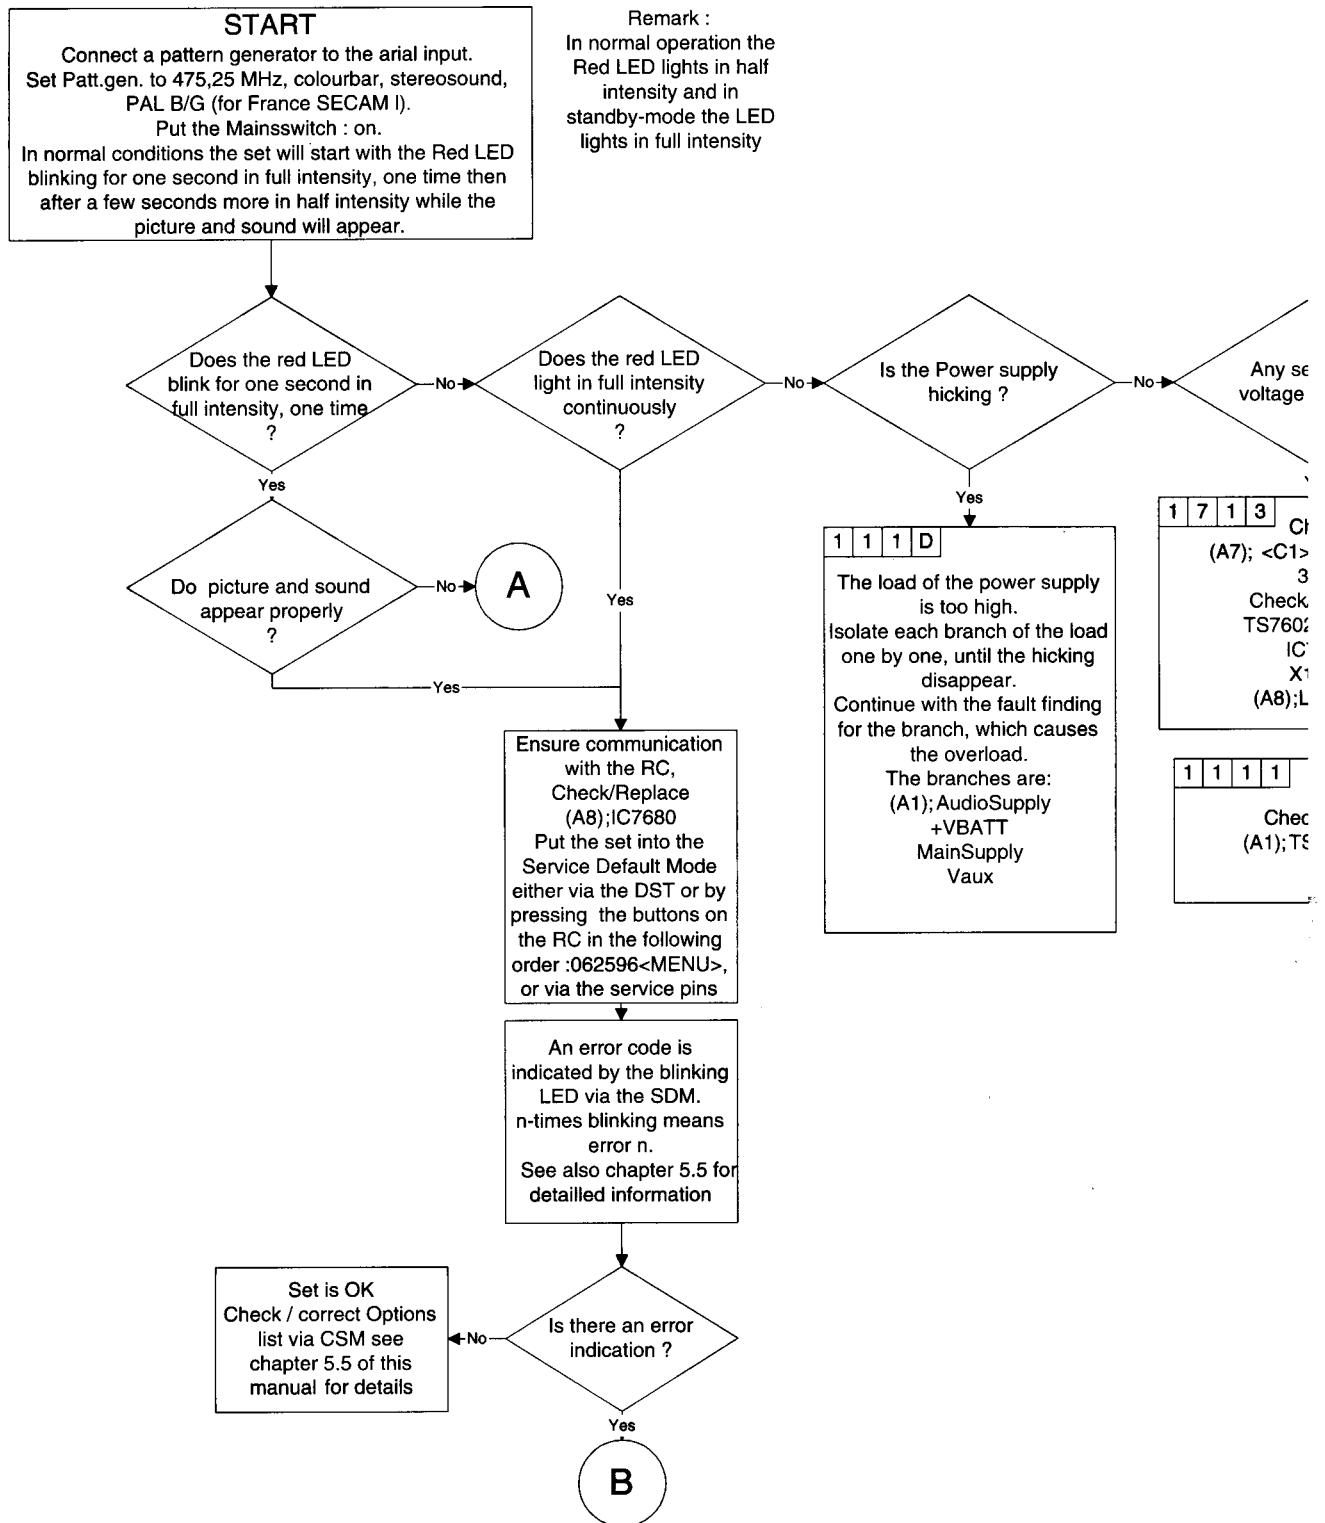 START
Connect a pattern generator to the arial input.
Set Patt.gen. to 475,25 MHz, colourbar, stereosound,
PAL B/G (for France SECAM I).
Put the Mainsswitch : on.
In normal conditions the set will start with the Red LED
blinking for one second in full intensity, one time then
after a few seconds more in half intensity while the
picture and sound will appear.
Remark :
In normal operation the
Red LED lights in half
intensity and in
standby-mode the LED
lights in full intensity
Does the red LED
blink for one second in
full intensity, one time
?
No
Does the red LED
light in full intensity
continuously
?
No
Is the Power supply
hicking ?
No
Any se
voltage
Yes
Do picture and sound
appear properly
?
No
A
Yes
Yes
Yes
1 1 1 D
The load of the power supply
is too high.
Isolate each branch of the load
one by one, until the hicking
disappear.
Continue with the fault finding
for the branch, which causes
the overload.
The branches are:
(A1);AudioSupply
+VBATT
MainSupply
Vaux
1 7 1 3
(A7); <C1>
3
Check
TS7602
(A8);L
1 1 1 1
Chec
(A1);TS
Ensure communication
with the RC,
Check/Replace
(A8);IC7680
Put the set into the
Service Default Mode
either via the DST or by
pressing the buttons on
the RC in the following
order :062596<MENU>,
or via the service pins
An error code is
indicated by the blinking
LED via the SDM.
n-times blinking means
error n.
See also chapter 5.5 for
detailled information
Is there an error
indication ?
No
Set is OK
Check / correct Options
list via CSM see
chapter 5.5 of this
manual for details
Yes
B